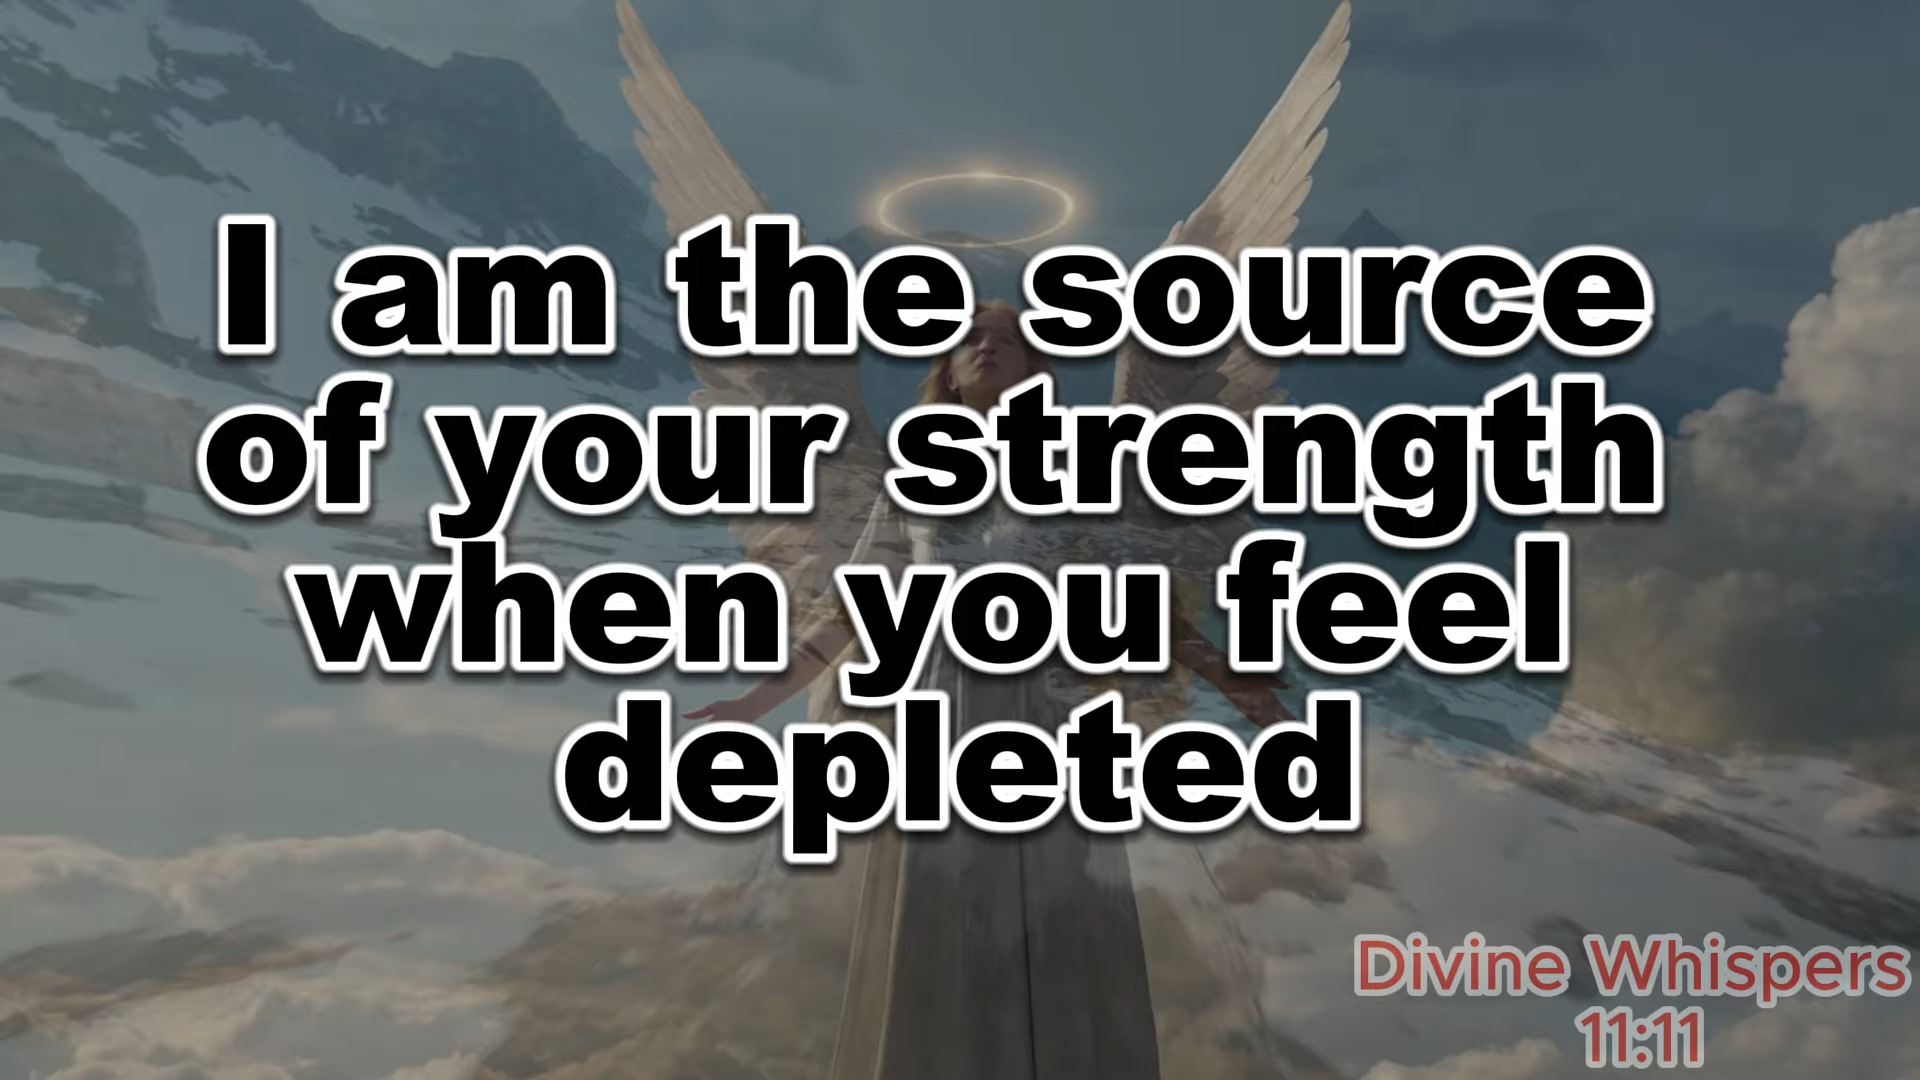 I am the source
of your strength
when you feel
depleted
Divine Whispers
11:11